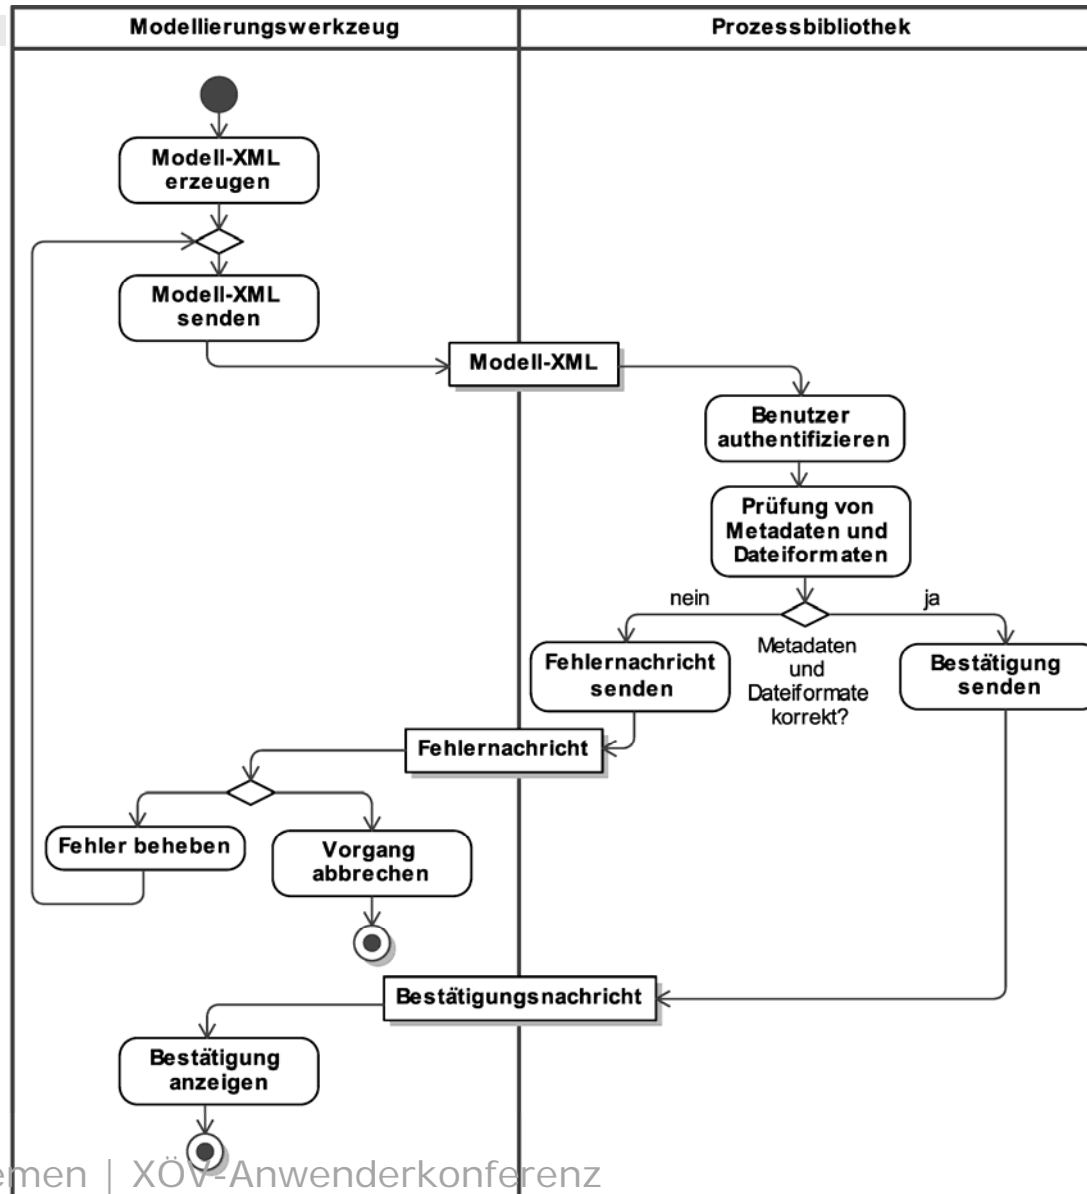 Modellierungswerkzeug
Prozessbibliothek
Modell-XML
erzeugen
Modell-XML
senden
Modell-XML
Benutzer
authentifizieren
Prüfung von
Metadaten und
Dateiformaten
nein
ja
Metadaten
und
Dateiformate
korrekt?
Fehlernachricht
senden
Bestätigung
senden
Fehlernachricht
Fehler beheben
Vorgang
abbrechen
Bestätigungsnachricht
Bestätigung
anzeigen
| XÖV-Anwenderkonferenz